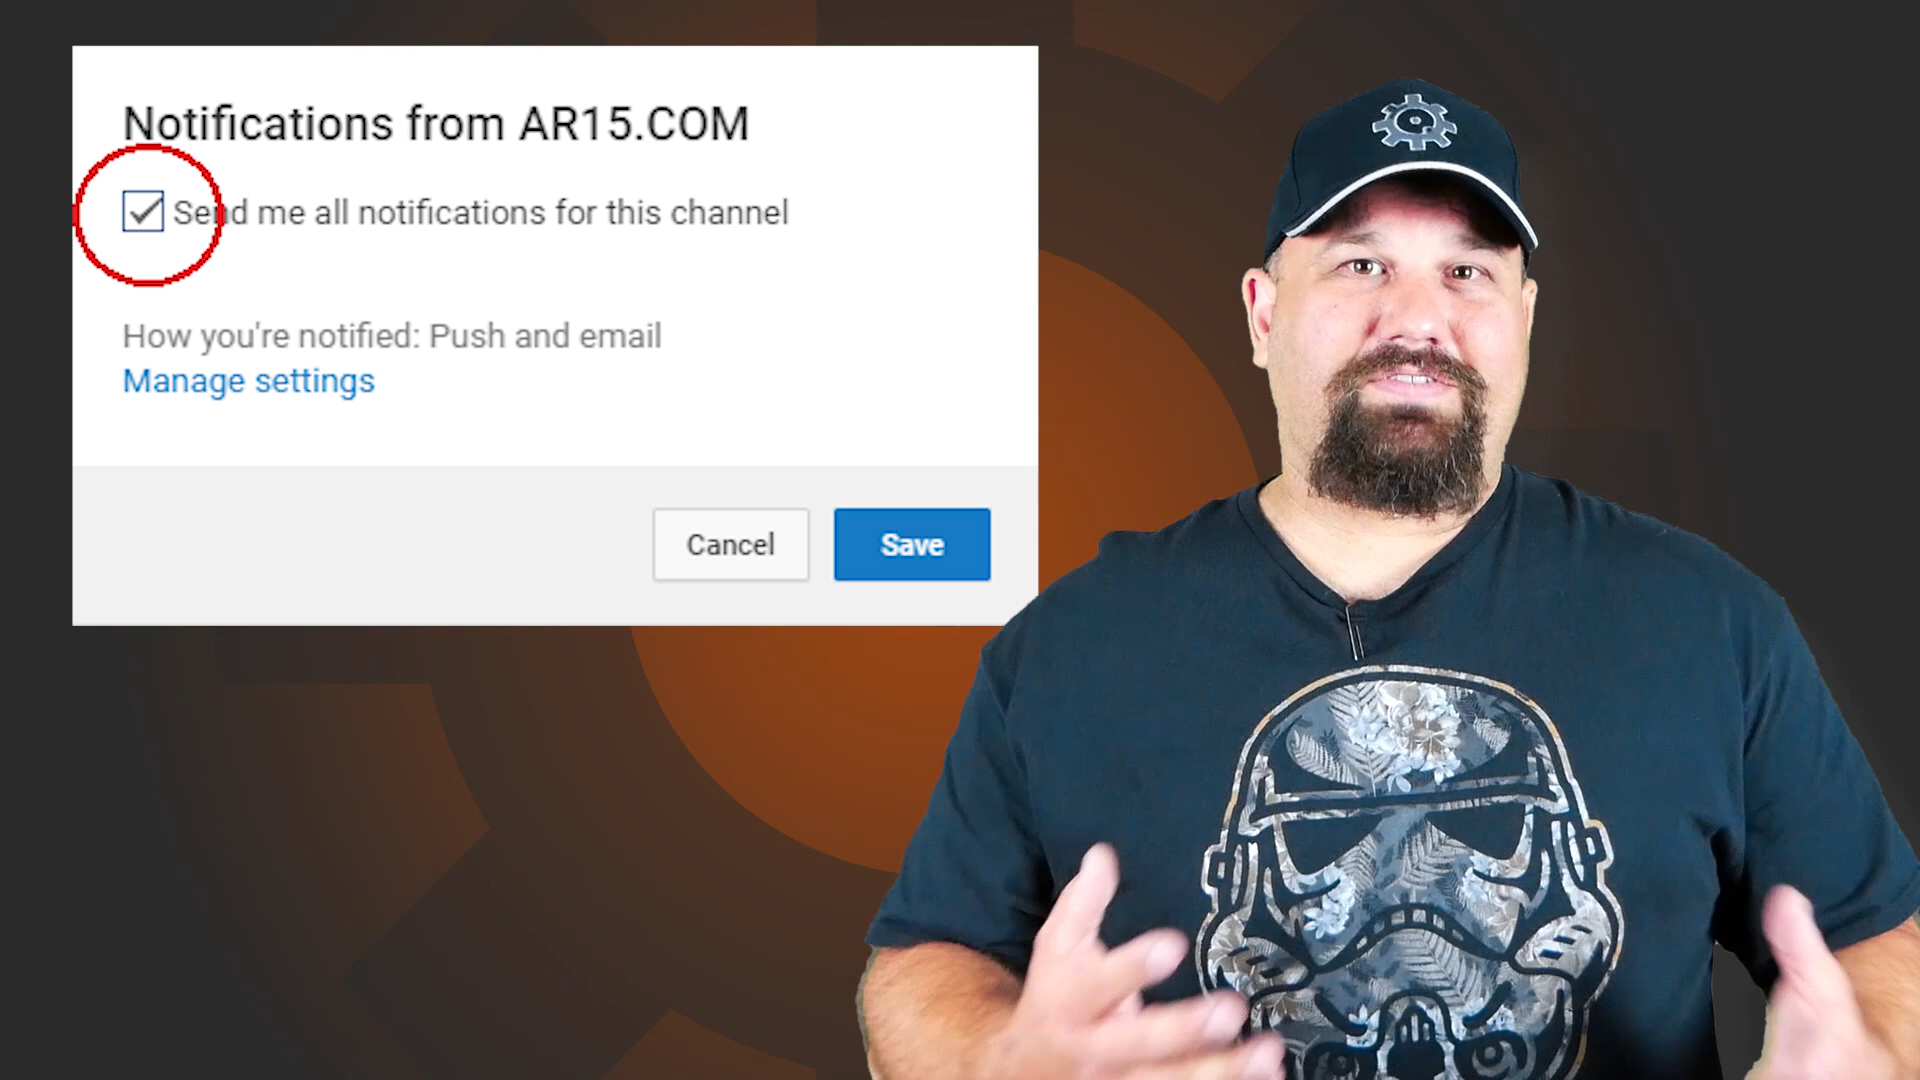 Notifications from AR15.COM
Send me all notifications for this channel
How you're notified: Push and email
Manage settings
Cancel
Save